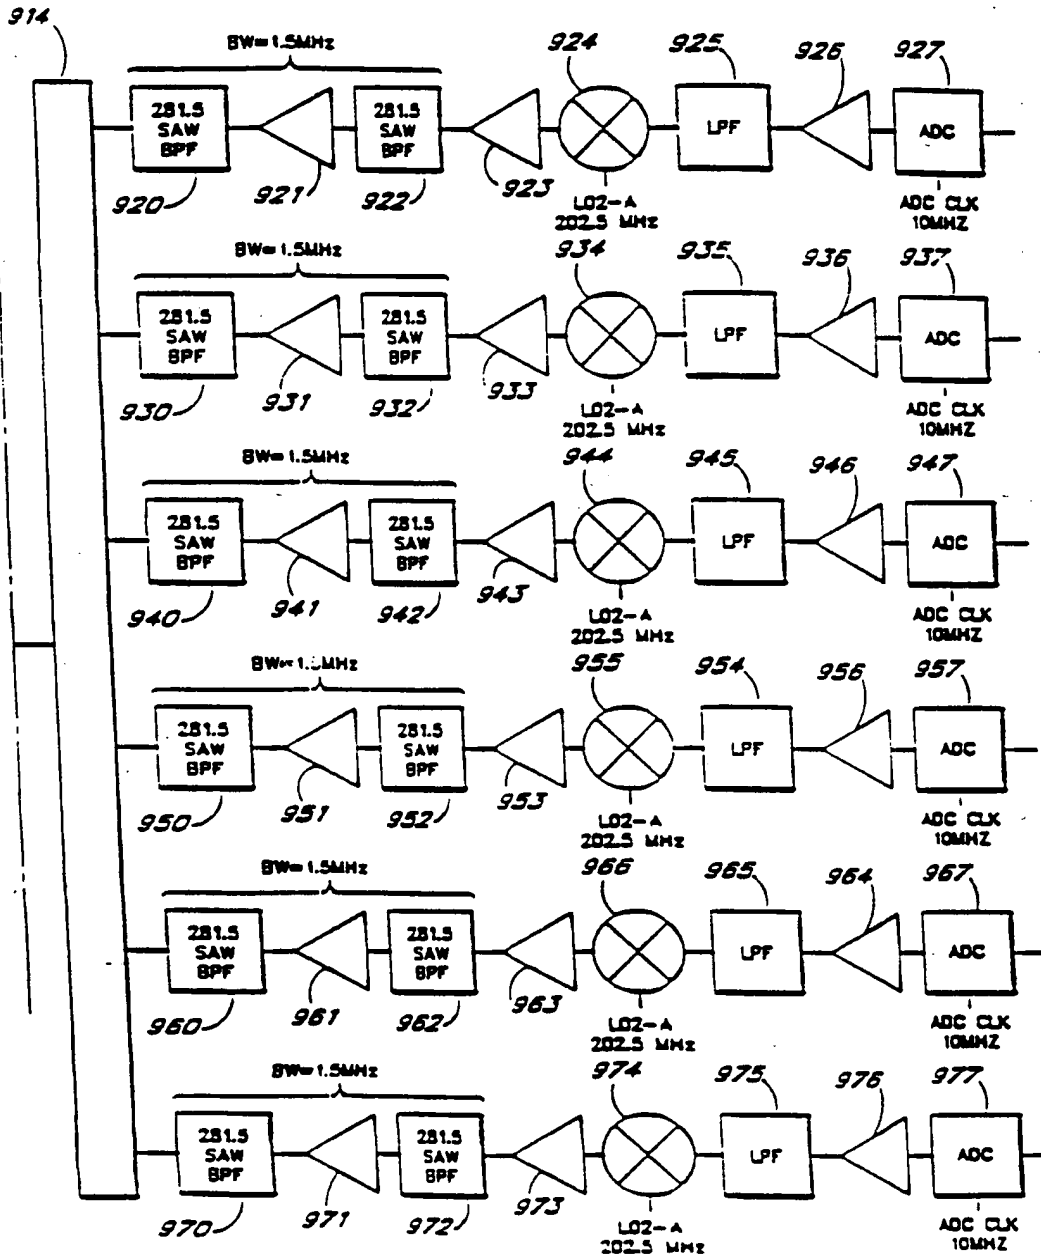 914
BW=1.5MHz
924
925
926
927
281.5
SAW
BPF
281.5
SAW
BPF
LPF
ADC
920
921
922
923
LO2-A
202.5 MHz
ADC CLK
10MHZ
BW=1.5MHz
934
935
936
937
281.5
SAW
BPF
281.5
SAW
BPF
LPF
ADC
930
931
932
933
LO2-A
202.5 MHz
ADC CLK
10MHZ
BW=1.5MHz
944
945
946
947
281.5
SAW
BPF
281.5
SAW
BPF
LPF
ADC
940
941
942
943
LO2-A
202.5 MHz
ADC CLK
10MHZ
BW=1.5MHz
955
954
956
957
281.5
SAW
BPF
281.5
SAW
BPF
LPF
ADC
950
951
952
953
LO2-A
202.5 MHz
ADC CLK
10MHZ
BW=1.5MHz
966
965
964
967
281.5
SAW
BPF
281.5
SAW
BPF
LPF
ADC
960
961
962
963
LO2-A
202.5 MHz
ADC CLK
10MHZ
BW=1.5MHz
974
975
976
977
281.5
SAW
BPF
281.5
SAW
BPF
LPF
ADC
970
971
972
973
LO2-A
202.5 MHz
ADC CLK
10MHZ